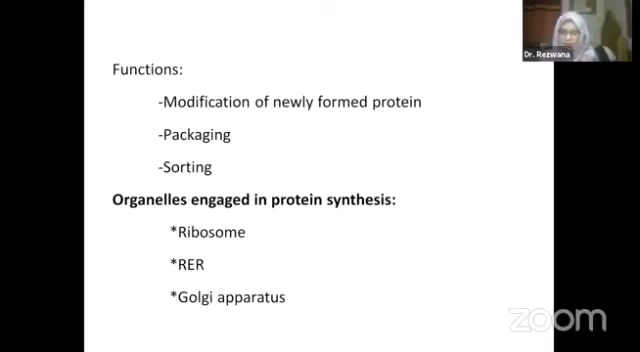 Dr. Rezwana
Functions:
-Modification of newly formed protein
-Packaging
-Sorting
Organelles engaged in protein synthesis:
*Ribosome
*RER
*Golgi apparatus
zoom